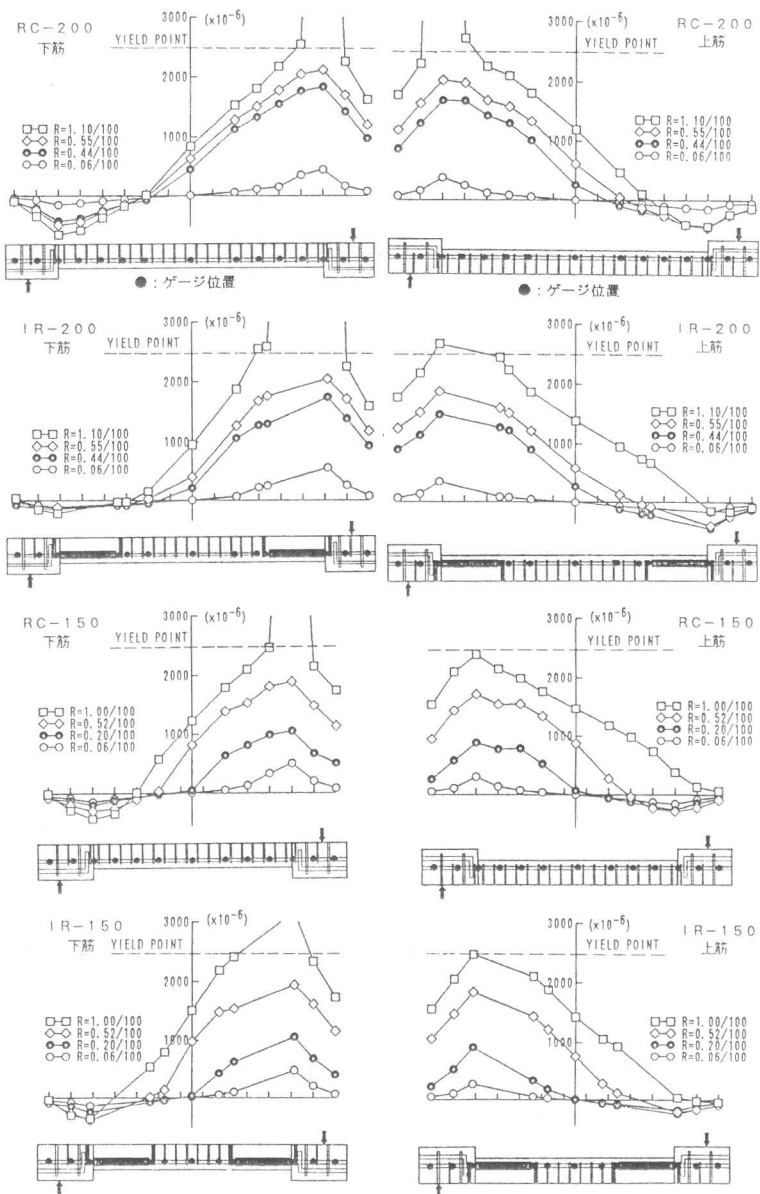 RC-200
下筋
YIELD POINT
3000
(x10⁻⁶)
2000
1000
R=1.10/100
R=0.55/100
R=0.44/100
R=0.06/100
●：ゲージ位置
3000
(x10⁻⁶)
RC-200
上筋
YIELD POINT
2000
1000
R=1.10/100
R=0.55/100
R=0.44/100
R=0.06/100
●：ゲージ位置
IR-200
下筋
YIELD POINT
3000
(x10⁻⁶)
2000
1000
R=1.10/100
R=0.55/100
R=0.44/100
R=0.06/100
3000
(x10⁻⁶)
IR-200
上筋
YIELD POINT
2000
1000
R=1.10/100
R=0.55/100
R=0.44/100
R=0.06/100
RC-150
下筋
YIELD POINT
3000
(x10⁻⁶)
2000
1000
R=1.00/100
R=0.52/100
R=0.20/100
R=0.06/100
3000
(x10⁻⁶)
RC-150
上筋
YILED POINT
2000
1000
R=1.00/100
R=0.52/100
R=0.20/100
R=0.06/100
IR-150
下筋
YIELD POINT
3000
(x10⁻⁶)
2000
1000
R=1.00/100
R=0.52/100
R=0.20/100
R=0.06/100
3000
(x10⁻⁶)
IR-150
上筋
YIELD POINT
2000
1000
R=1.00/100
R=0.52/100
R=0.20/100
R=0.06/100